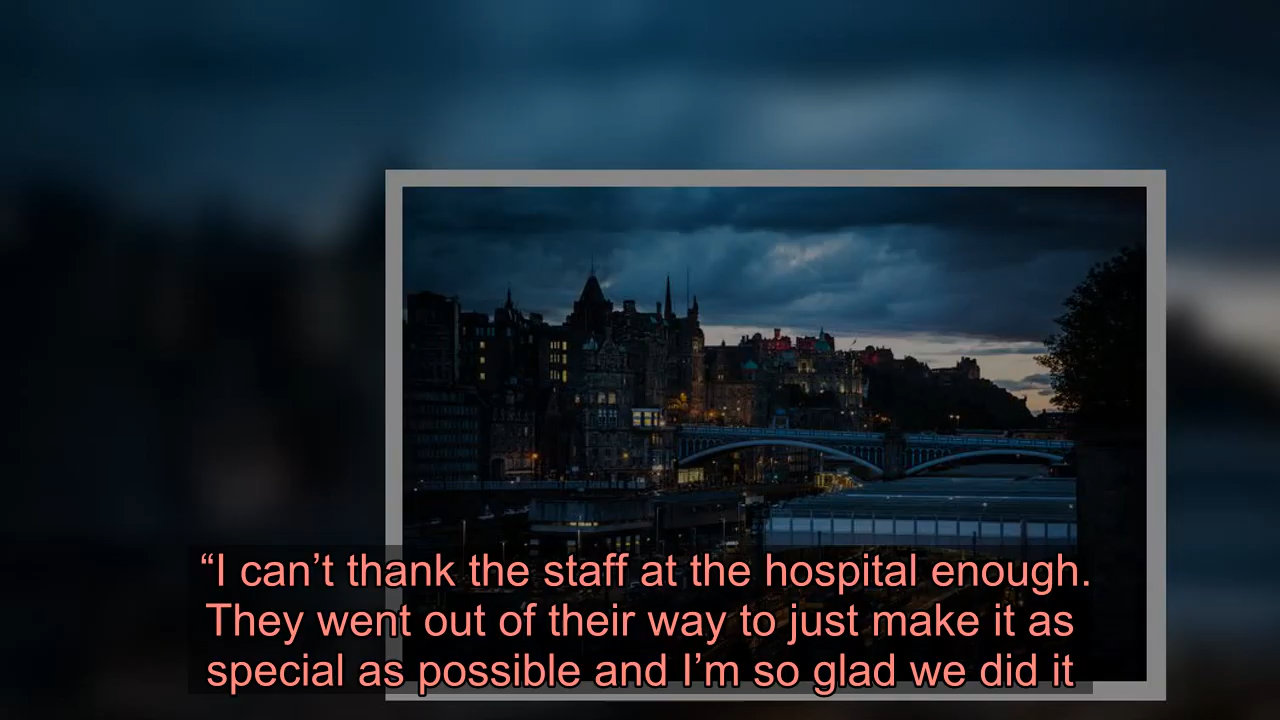 “I can’t thank the staff at the hospital enough.
They went out of their way to just make it as
special as possible and I’m so glad we did it